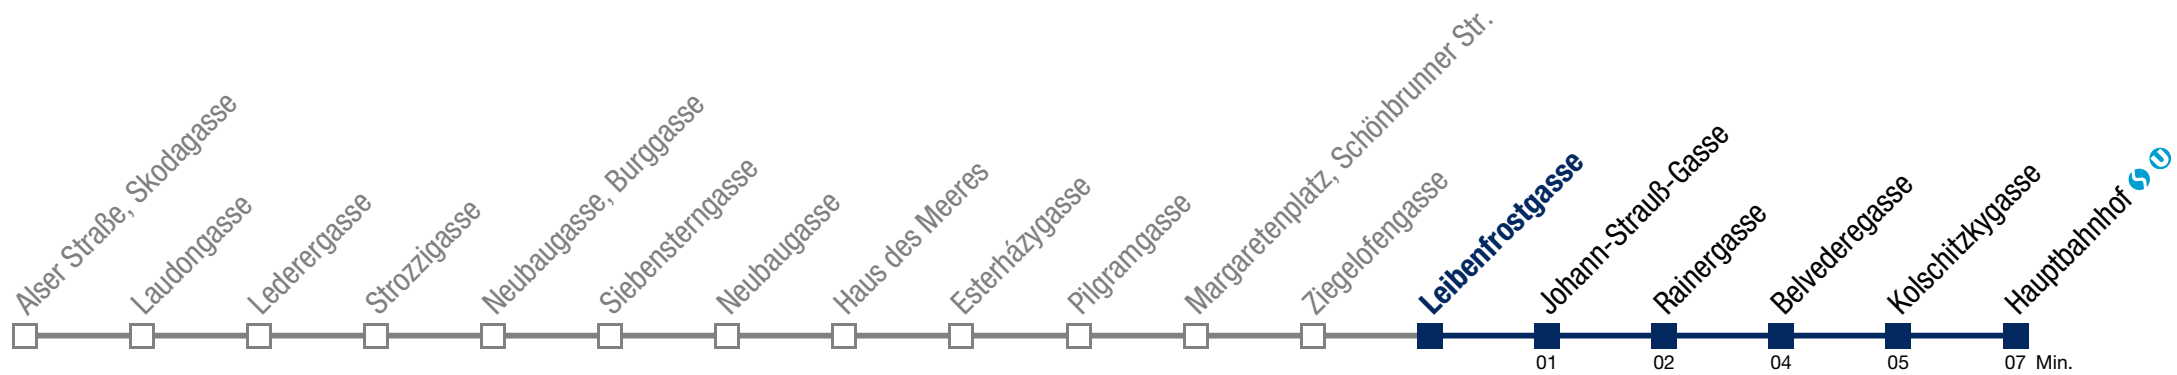 Alser Straße, Skodagasse
Laudongasse
Lederergasse
Strozzigasse
Neubaugasse, Burggasse
Siebensterngasse
Neubaugasse
Haus des Meeres
Esterházygasse
Pilgramgasse
Margaretenplatz, Schönbrunner Str.
Ziegelofengasse
Leibenfrostgasse
Johann-Strauß-Gasse
Rainergasse
Belvederegasse
Kolschitzkygasse
Hauptbahnhof S U
01 02 04 05 07 Min.